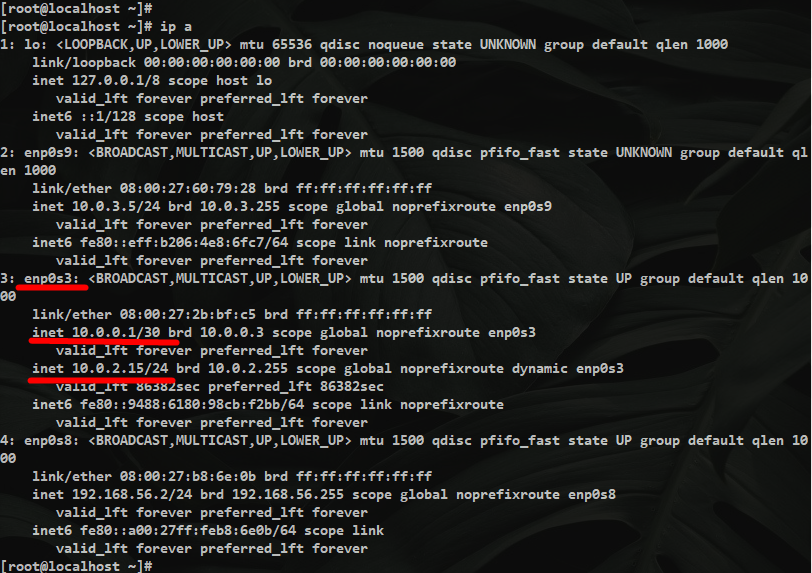 [root@localhost ~]#
[root@localhost ~]# ip a
1: lo: <LOOPBACK,UP,LOWER_UP> mtu 65536 qdisc noqueue state UNKNOWN group default qlen 1000
    link/loopback 00:00:00:00:00:00 brd 00:00:00:00:00:00
    inet 127.0.0.1/8 scope host lo
       valid_lft forever preferred_lft forever
    inet6 ::1/128 scope host
       valid_lft forever preferred_lft forever
2: enp0s9: <BROADCAST,MULTICAST,UP,LOWER_UP> mtu 1500 qdisc pfifo_fast state UNKNOWN group default ql
en 1000
    link/ether 08:00:27:60:79:28 brd ff:ff:ff:ff:ff:ff
    inet 10.0.3.5/24 brd 10.0.3.255 scope global noprefixroute enp0s9
       valid_lft forever preferred_lft forever
    inet6 fe80::eff:b206:4e8:6fc7/64 scope link noprefixroute
       valid_lft forever preferred_lft forever
3: enp0s3: <BROADCAST,MULTICAST,UP,LOWER_UP> mtu 1500 qdisc pfifo_fast state UP group default qlen 10
00
    link/ether 08:00:27:2b:bf:c5 brd ff:ff:ff:ff:ff:ff
    inet 10.0.0.1/30 brd 10.0.0.3 scope global noprefixroute enp0s3
       valid_lft forever preferred_lft forever
    inet 10.0.2.15/24 brd 10.0.2.255 scope global noprefixroute dynamic enp0s3
       valid_lft 86382sec preferred_lft 86382sec
    inet6 fe80::9488:6180:98cb:f2bb/64 scope link noprefixroute
       valid_lft forever preferred_lft forever
4: enp0s8: <BROADCAST,MULTICAST,UP,LOWER_UP> mtu 1500 qdisc pfifo_fast state UP group default qlen 10
00
    link/ether 08:00:27:b8:6e:0b brd ff:ff:ff:ff:ff:ff
    inet 192.168.56.2/24 brd 192.168.56.255 scope global noprefixroute enp0s8
       valid_lft forever preferred_lft forever
    inet6 fe80::a00:27ff:feb8:6e0b/64 scope link
       valid_lft forever preferred_lft forever
[root@localhost ~]#